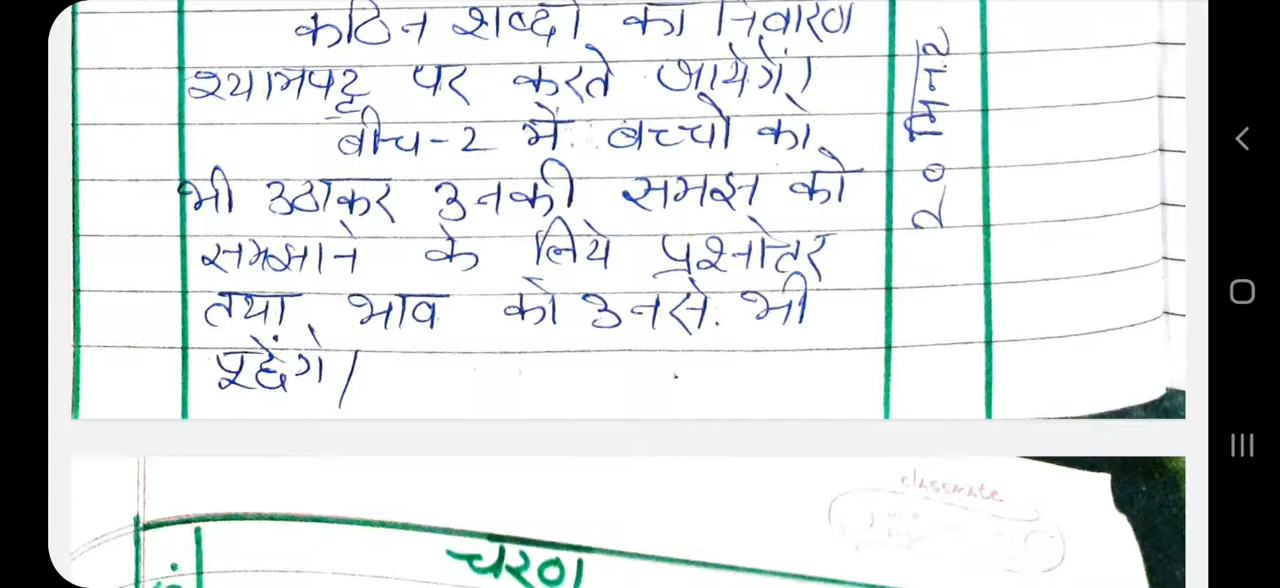 कठिन शब्दों का निवारण
श्यामपट्ट पर करते जायेगें।
बीच-2 में बच्चो को
भी उठाकर उनकी समझ को
समझाने के लिये प्रश्नोत्तर
तथा भाव को उनसे भी
20 मिनट
classmate
चरण